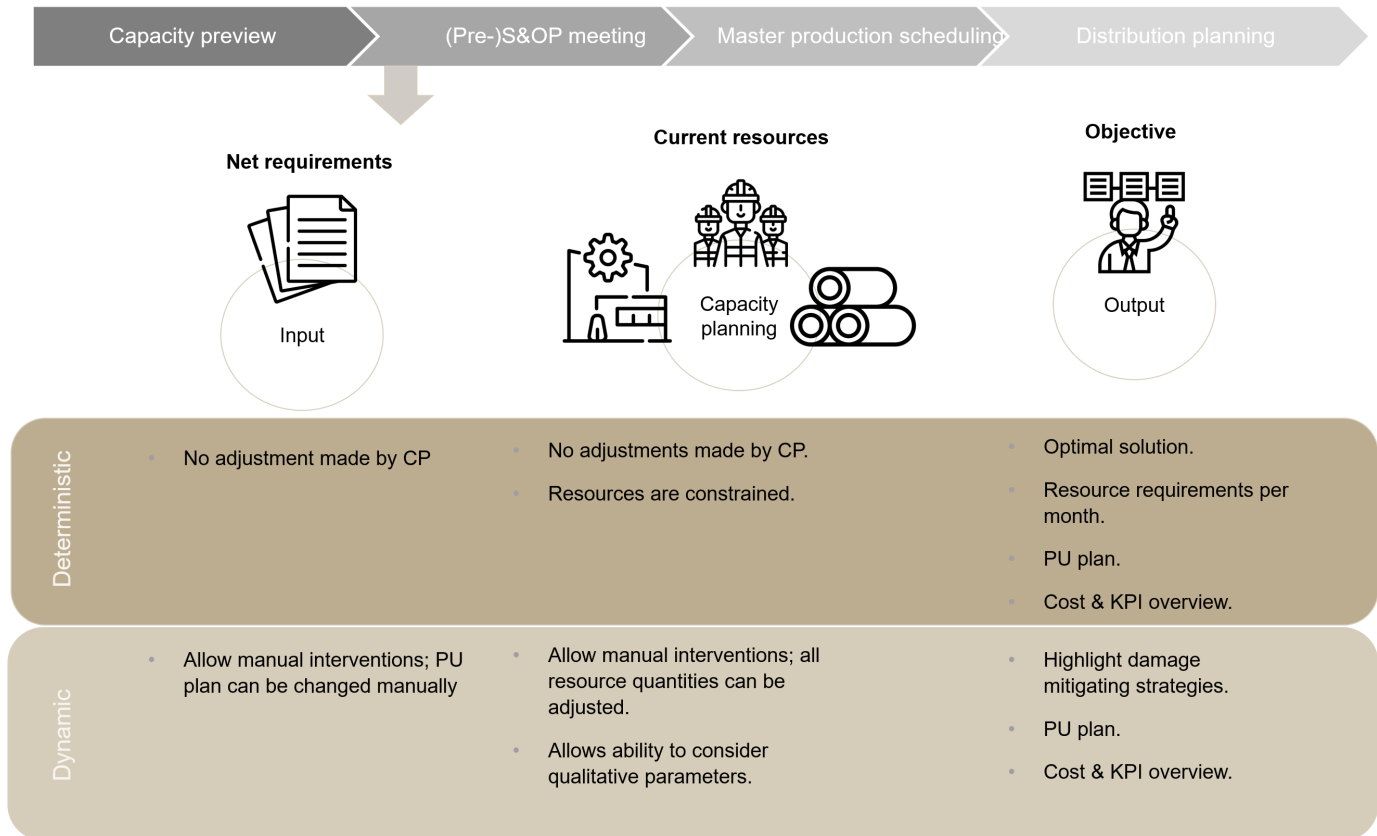 Capacity preview
(Pre-)S&OP meeting
Master production scheduling
Distribution planning
Net requirements
Current resources
Objective
Input
Capacity
planning
Output
Deterministic
• No adjustment made by CP
• No adjustments made by CP.
• Resources are constrained.
• Optimal solution.
• Resource requirements per
month.
• PU plan.
• Cost & KPI overview.
Dynamic
• Allow manual interventions; PU
plan can be changed manually
• Allow manual interventions; all
resource quantities can be
adjusted.
• Allows ability to consider
qualitative parameters.
• Highlight damage
mitigating strategies.
• PU plan.
• Cost & KPI overview.